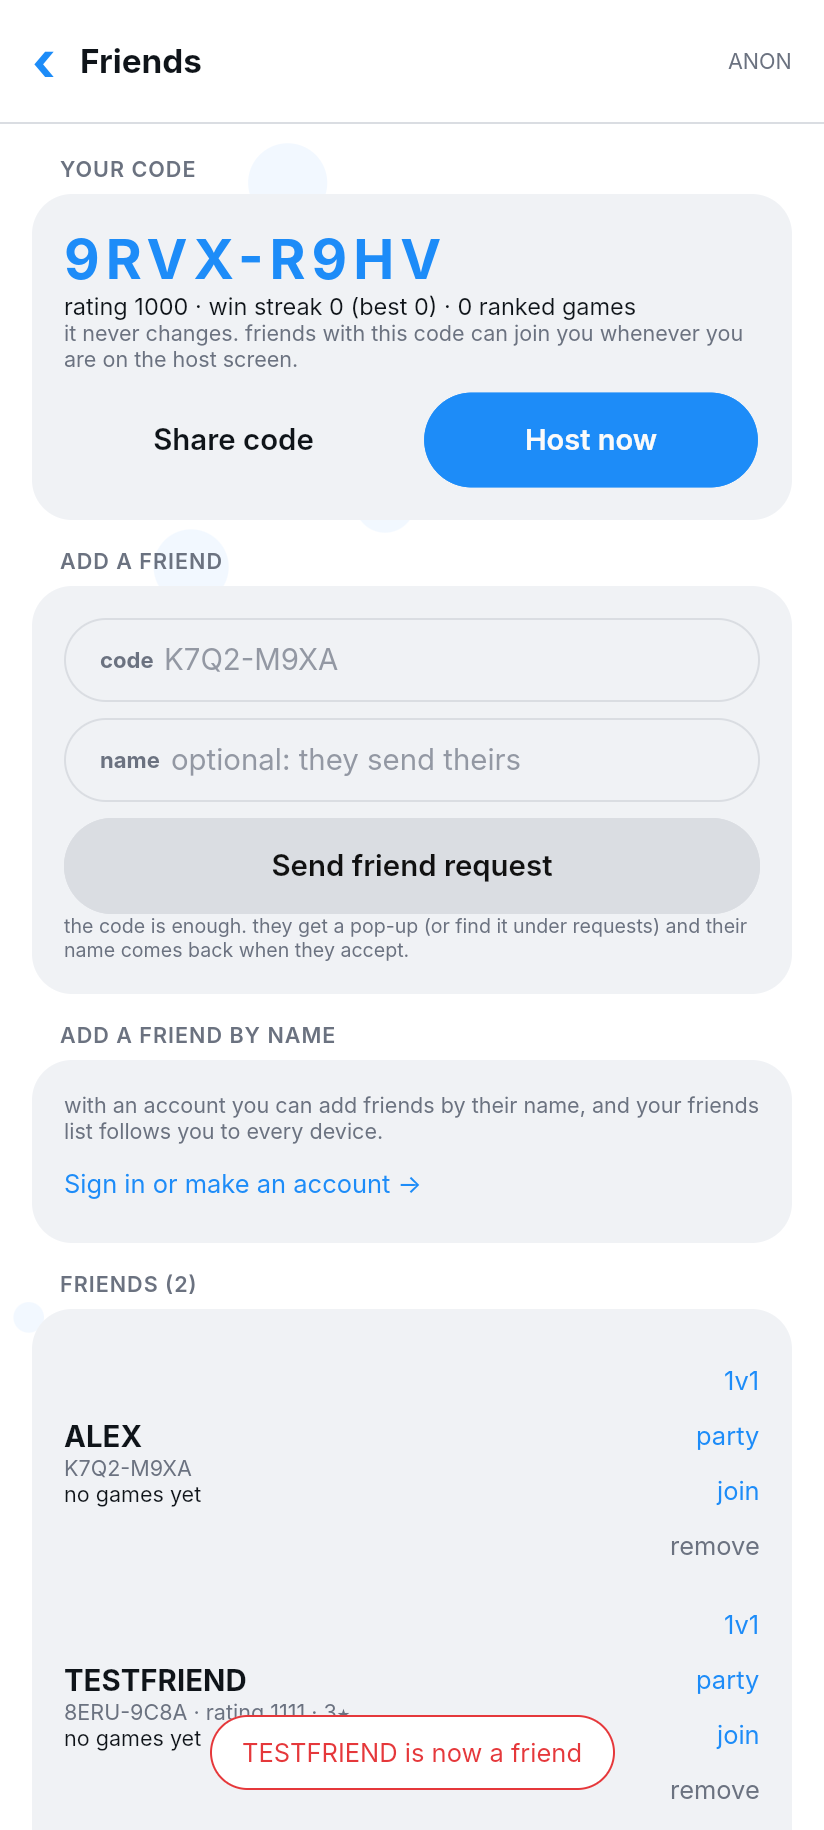 Friends
ANON
YOUR CODE
9RVX-R9HV
rating 1000 · win streak 0 (best 0) · 0 ranked games
it never changes. friends with this code can join you whenever you
are on the host screen.
Share code
Host now
ADD A FRIEND
code K7Q2-M9XA
name optional: they send theirs
Send friend request
the code is enough. they get a pop-up (or find it under requests) and their
name comes back when they accept.
ADD A FRIEND BY NAME
with an account you can add friends by their name, and your friends
list follows you to every device.
Sign in or make an account →
FRIENDS (2)
ALEX
K7Q2-M9XA
no games yet
1v1
party
join
remove
TESTFRIEND
8ERU-9C8A · rating 1111 · 3★
no games yet
1v1
party
join
remove
TESTFRIEND is now a friend